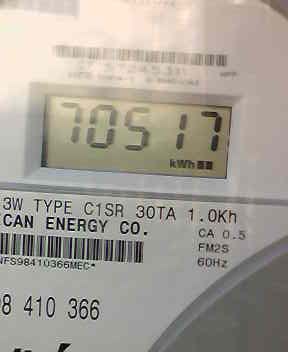 70517
kWh
3W TYPE C1SR 30TA 1.0Kh
CAN ENERGY CO.
CA 0.5
FM2S
60Hz
NFS98410366MEC*
98 410 366